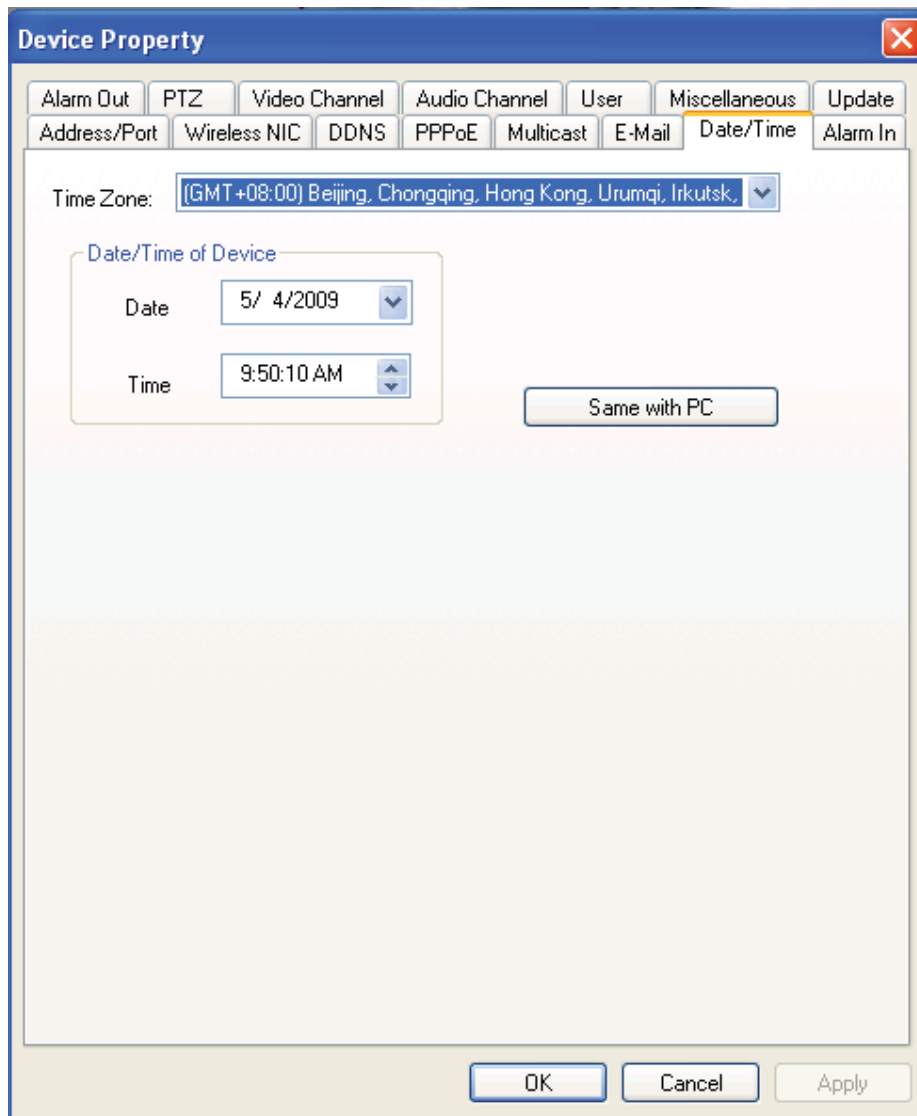 Device Property
Alarm Out PTZ Video Channel Audio Channel User Miscellaneous Update
Address/Port Wireless NIC DDNS PPPoE Multicast E-Mail Date/Time Alarm In
Time Zone: (GMT+08:00) Beijing, Chongqing, Hong Kong, Urumqi, Irkutsk,
Date/Time of Device
Date 5/ 4/2009
Time 9:50:10 AM
Same with PC
OK Cancel Apply